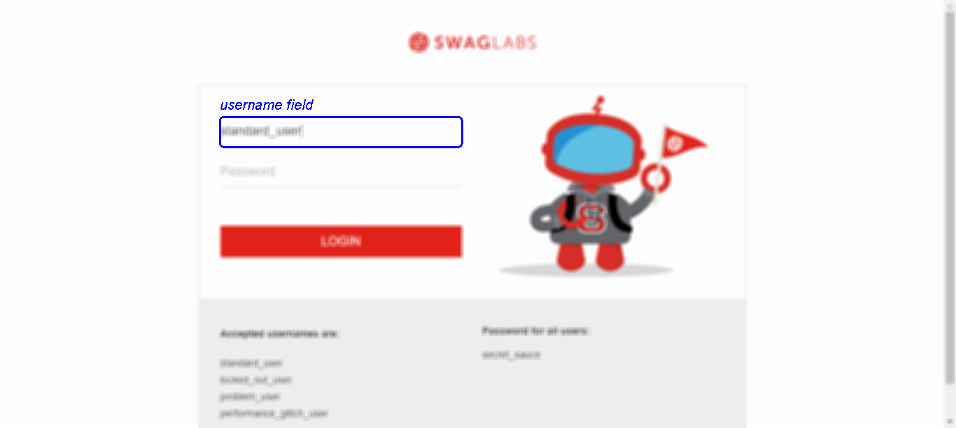 SWAGLABS
username field
standard_user
Password
LOGIN
Accepted usernames are:
standard_user
locked_out_user
problem_user
performance_glitch_user
Password for all users:
secret_sauce